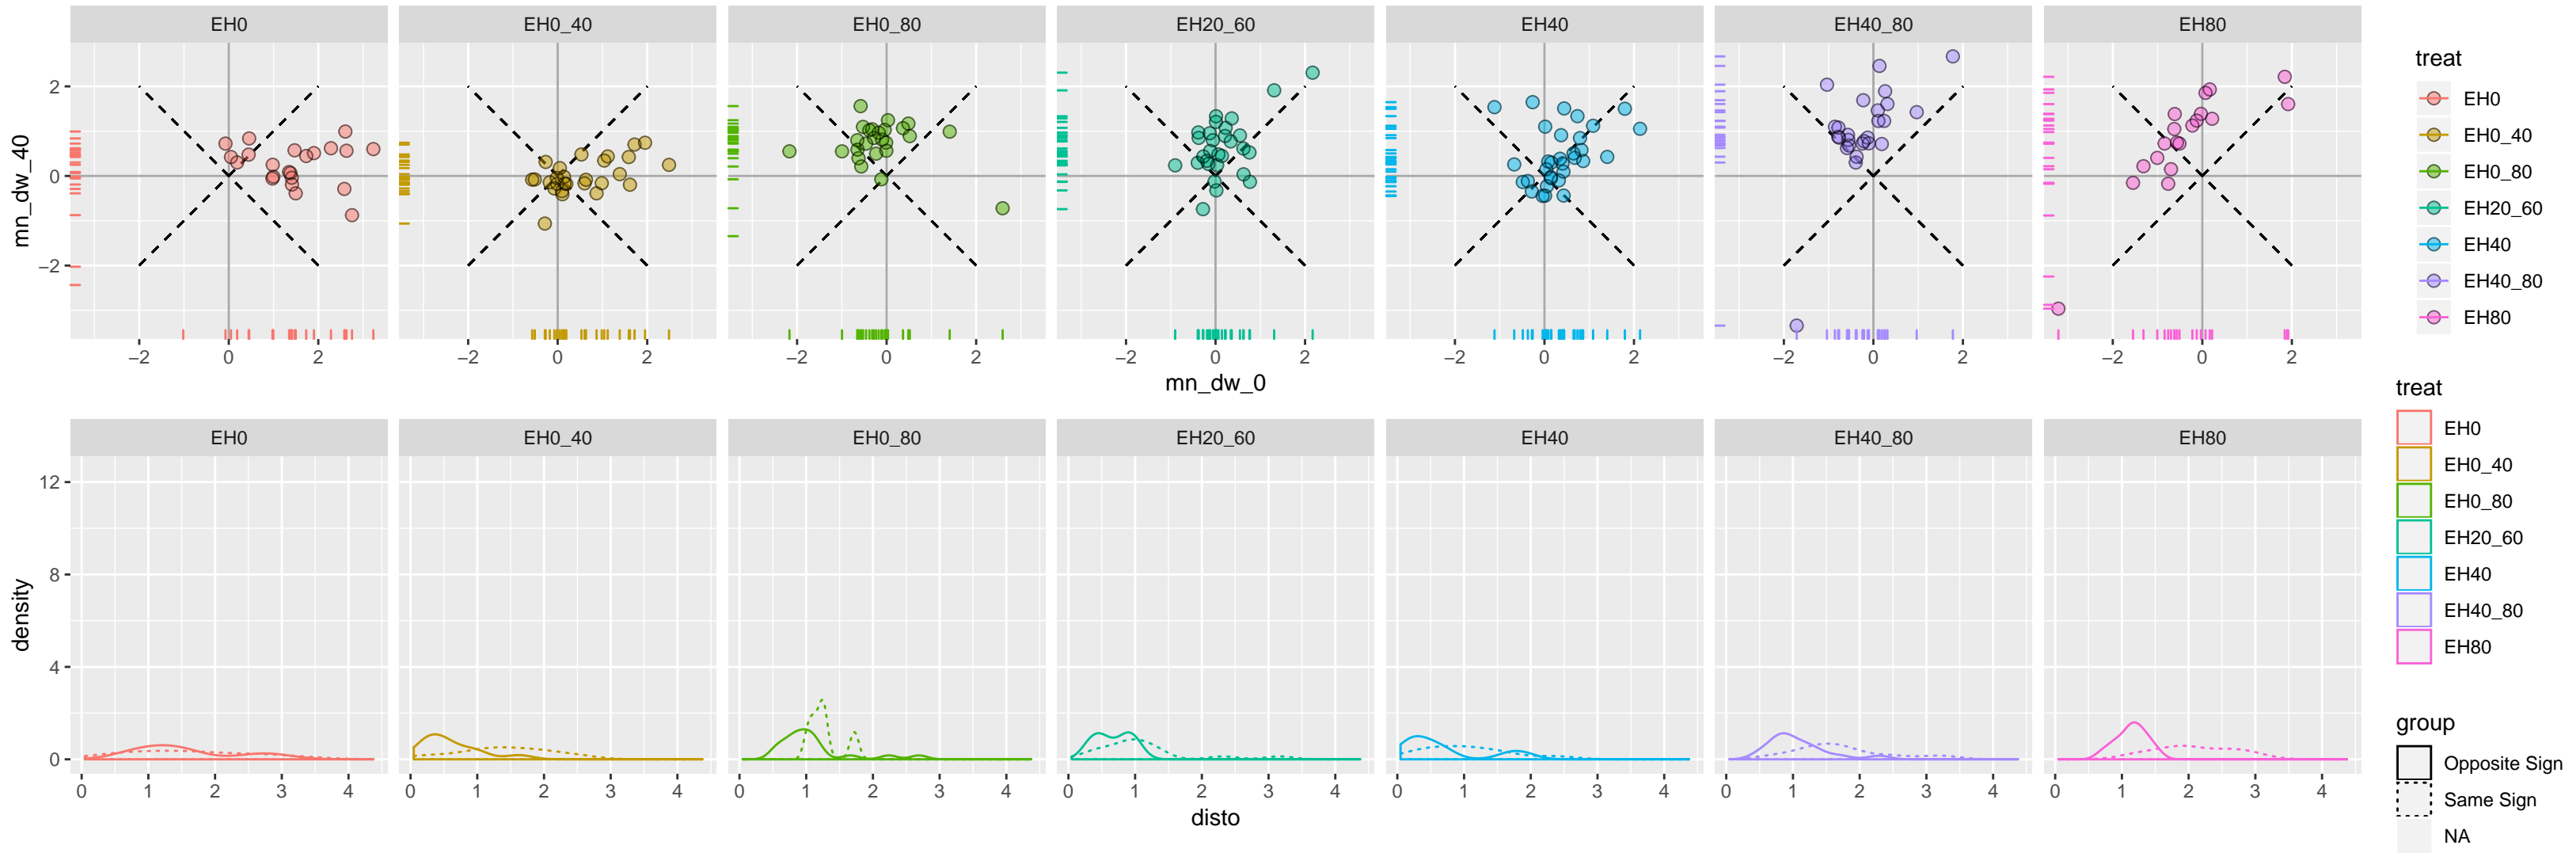 EH0 EH0_40 EH0_80 EH20_60 EH40 EH40_80 EH80
mn_dw_40
2
0
−2
−2 0 2 −2 0 2 −2 0 2 −2 0 2 −2 0 2 −2 0 2 −2 0 2
mn_dw_0
treat
EH0
EH0_40
EH0_80
EH20_60
EH40
EH40_80
EH80
EH0 EH0_40 EH0_80 EH20_60 EH40 EH40_80 EH80
density
12
8
4
0
0 1 2 3 4 0 1 2 3 4 0 1 2 3 4 0 1 2 3 4 0 1 2 3 4 0 1 2 3 4 0 1 2 3 4
disto
treat
EH0
EH0_40
EH0_80
EH20_60
EH40
EH40_80
EH80
group
Opposite Sign
Same Sign
NA